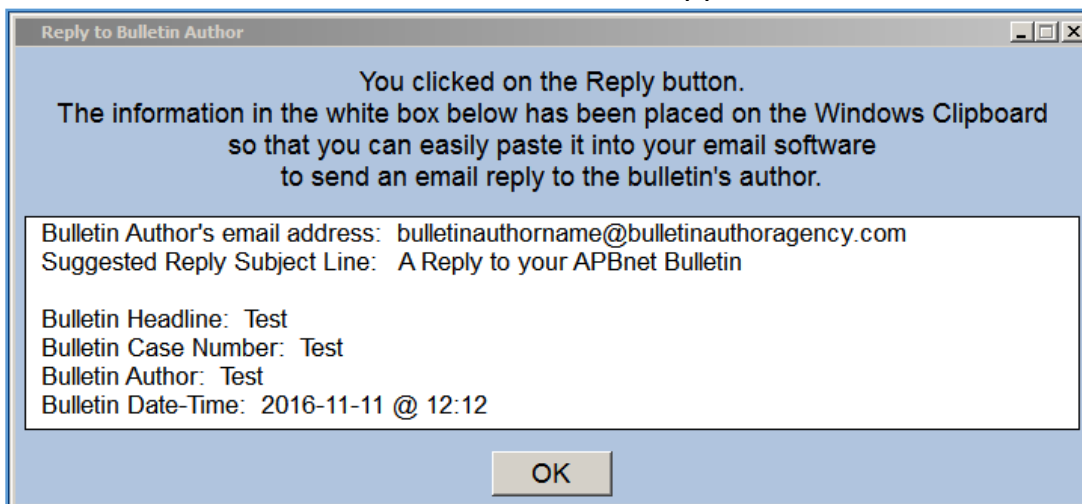 Reply to Bulletin Author
You clicked on the Reply button.
The information in the white box below has been placed on the Windows Clipboard
so that you can easily paste it into your email software
to send an email reply to the bulletin's author.
Bulletin Author's email address: bulletinauthorname@bulletinauthoragency.com
Suggested Reply Subject Line: A Reply to your APBnet Bulletin
Bulletin Headline: Test
Bulletin Case Number: Test
Bulletin Author: Test
Bulletin Date-Time: 2016-11-11 @ 12:12
OK